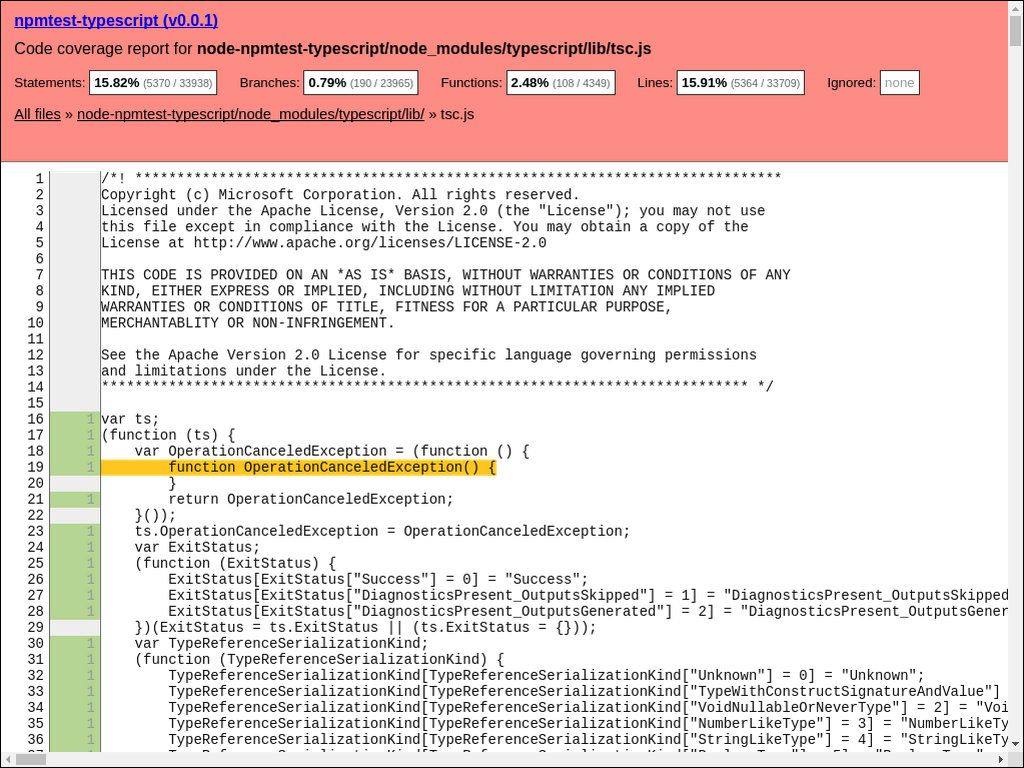 npmtest-typescript (v0.0.1)
Code coverage report for node-npmtest-typescript/node_modules/typescript/lib/tsc.js
Statements: 15.82% (5370 / 33938) Branches: 0.79% (190 / 23965) Functions: 2.48% (108 / 4349) Lines: 15.91% (5364 / 33709) Ignored: none
All files » node-npmtest-typescript/node_modules/typescript/lib/ » tsc.js
1 /*! *****************************************************************************
2 Copyright (c) Microsoft Corporation. All rights reserved.
3 Licensed under the Apache License, Version 2.0 (the "License"); you may not use
4 this file except in compliance with the License. You may obtain a copy of the
5 License at http://www.apache.org/licenses/LICENSE-2.0
6
7 THIS CODE IS PROVIDED ON AN *AS IS* BASIS, WITHOUT WARRANTIES OR CONDITIONS OF ANY
8 KIND, EITHER EXPRESS OR IMPLIED, INCLUDING WITHOUT LIMITATION ANY IMPLIED
9 WARRANTIES OR CONDITIONS OF TITLE, FITNESS FOR A PARTICULAR PURPOSE,
10 MERCHANTABLITY OR NON-INFRINGEMENT.
11
12 See the Apache Version 2.0 License for specific language governing permissions
13 and limitations under the License.
14 ***************************************************************************** */
15
16 1 var ts;
17 1 (function (ts) {
18 1 var OperationCanceledException = (function () {
19 1 function OperationCanceledException() {
20 }
21 1 return OperationCanceledException;
22 }());
23 1 ts.OperationCanceledException = OperationCanceledException;
24 1 var ExitStatus;
25 1 (function (ExitStatus) {
26 1 ExitStatus[ExitStatus["Success"] = 0] = "Success";
27 1 ExitStatus[ExitStatus["DiagnosticsPresent_OutputsSkipped"] = 1] = "DiagnosticsPresent_OutputsSkipped
28 1 ExitStatus[ExitStatus["DiagnosticsPresent_OutputsGenerated"] = 2] = "DiagnosticsPresent_OutputsGener
29 })(ExitStatus = ts.ExitStatus || (ts.ExitStatus = {}));
30 1 var TypeReferenceSerializationKind;
31 1 (function (TypeReferenceSerializationKind) {
32 1 TypeReferenceSerializationKind[TypeReferenceSerializationKind["Unknown"] = 0] = "Unknown";
33 1 TypeReferenceSerializationKind[TypeReferenceSerializationKind["TypeWithConstructSignatureAndValue"]
34 1 TypeReferenceSerializationKind[TypeReferenceSerializationKind["VoidNullableOrNeverType"] = 2] = "Voi
35 1 TypeReferenceSerializationKind[TypeReferenceSerializationKind["NumberLikeType"] = 3] = "NumberLikeTy
36 1 TypeReferenceSerializationKind[TypeReferenceSerializationKind["StringLikeType"] = 4] = "StringLikeTy